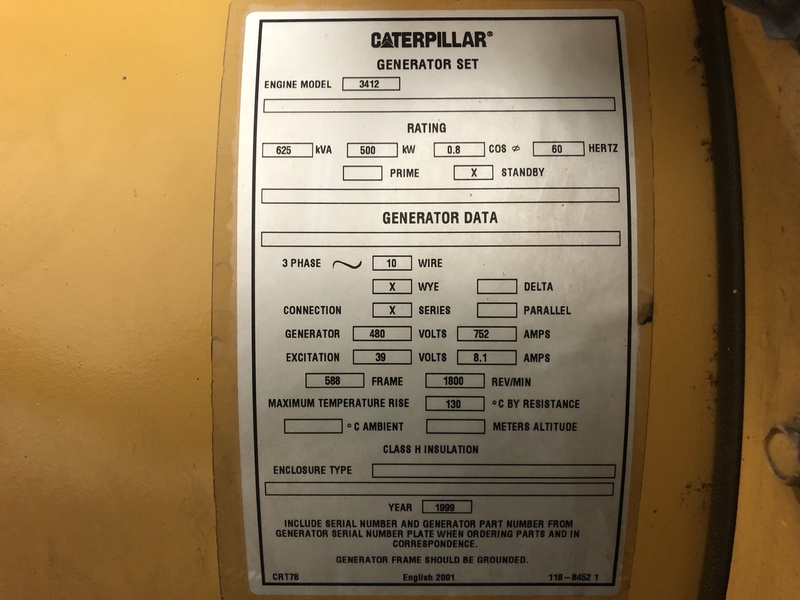 CATERPILLAR®
GENERATOR SET
ENGINE MODEL 3412
RATING
625 kVA 500 kW 0.8 COS ⌀ 60 HERTZ
PRIME X STANDBY
GENERATOR DATA
3 PHASE ~ 10 WIRE
X WYE DELTA
CONNECTION X SERIES PARALLEL
GENERATOR 480 VOLTS 752 AMPS
EXCITATION 39 VOLTS 8.1 AMPS
588 FRAME 1800 REV/MIN
MAXIMUM TEMPERATURE RISE 130 °C BY RESISTANCE
°C AMBIENT METERS ALTITUDE
CLASS H INSULATION
ENCLOSURE TYPE
YEAR 1999
INCLUDE SERIAL NUMBER AND GENERATOR PART NUMBER FROM
GENERATOR SERIAL NUMBER PLATE WHEN ORDERING PARTS AND IN
CORRESPONDENCE.
GENERATOR FRAME SHOULD BE GROUNDED.
CRT78 English 2001 118-8452 1